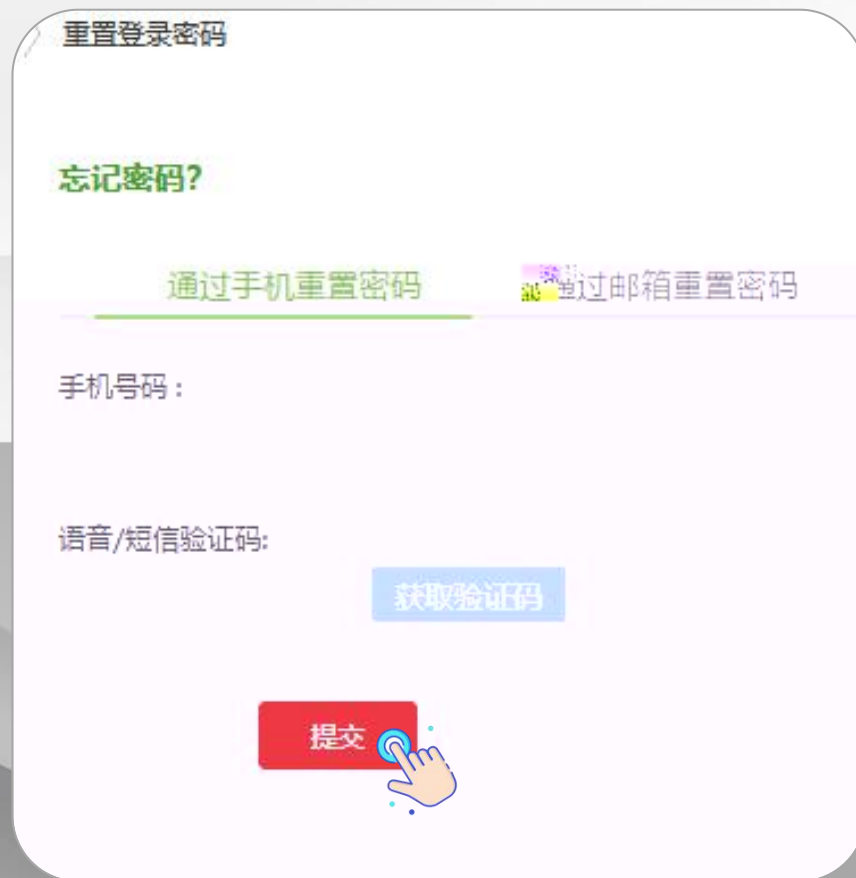 重置登录密码
忘记密码?
通过手机重置密码 通过邮箱重置密码
手机号码 :
语音/短信验证码:
获取验证码
提交